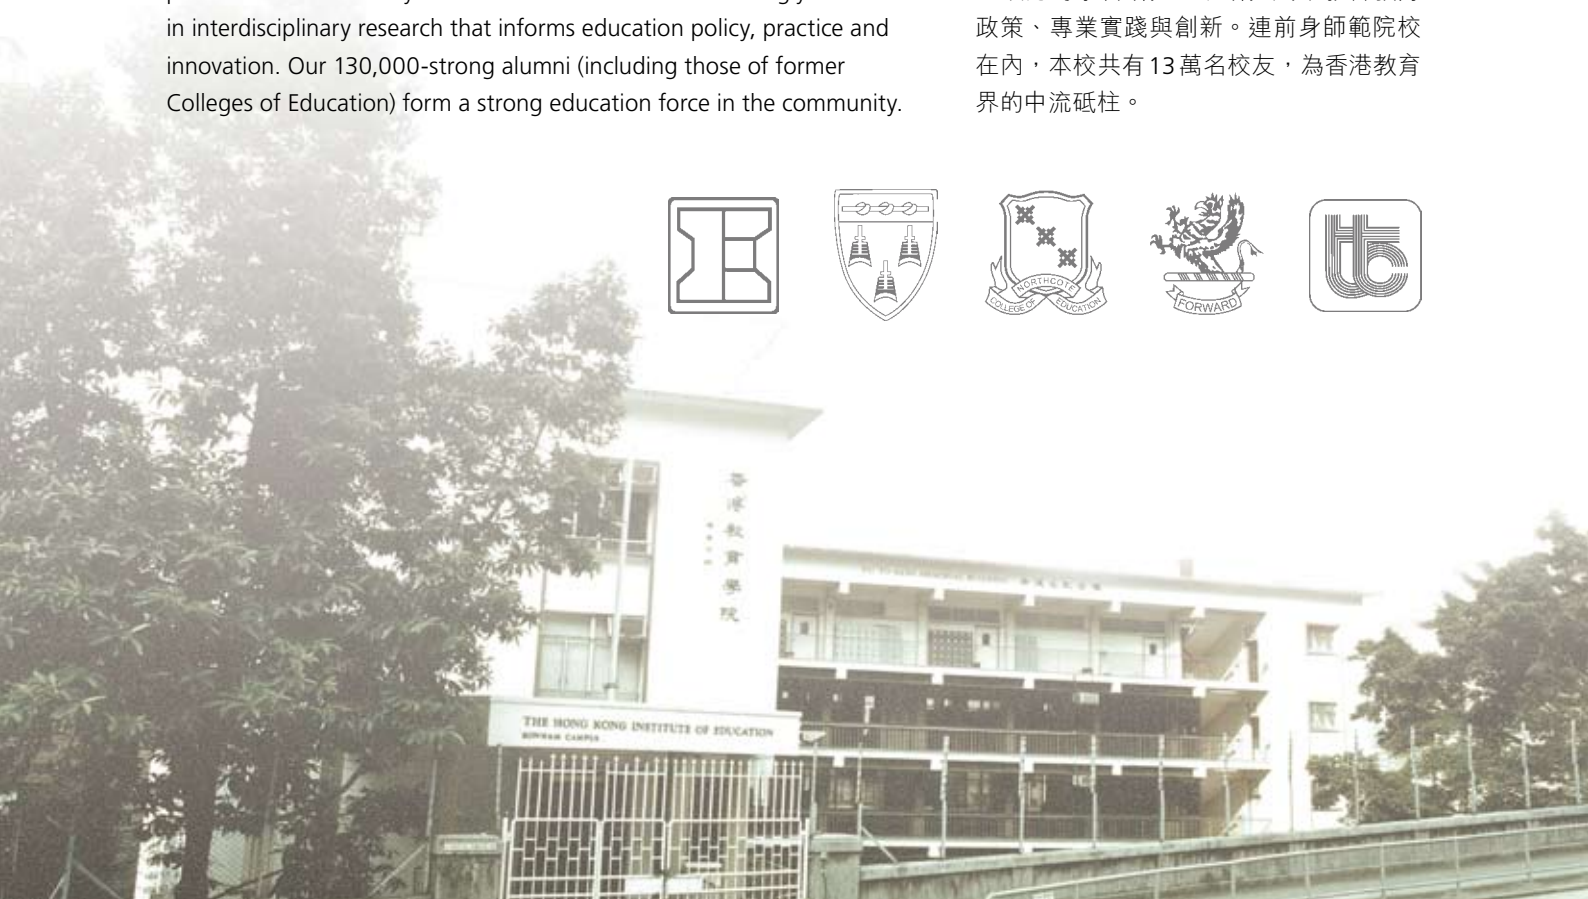 in interdisciplinary research that informs education policy, practice and
innovation. Our 130,000-strong alumni (including those of former
Colleges of Education) form a strong education force in the community.
政策、專業實踐與創新。連前身師範院校
在內，本校共有13萬名校友，為香港教育
界的中流砥柱。
NORTHCOTE
COLLEGE OF EDUCATION
FORWARD
香港教育學院
THE HONG KONG INSTITUTE OF EDUCATION
BONHAM CAMPUS